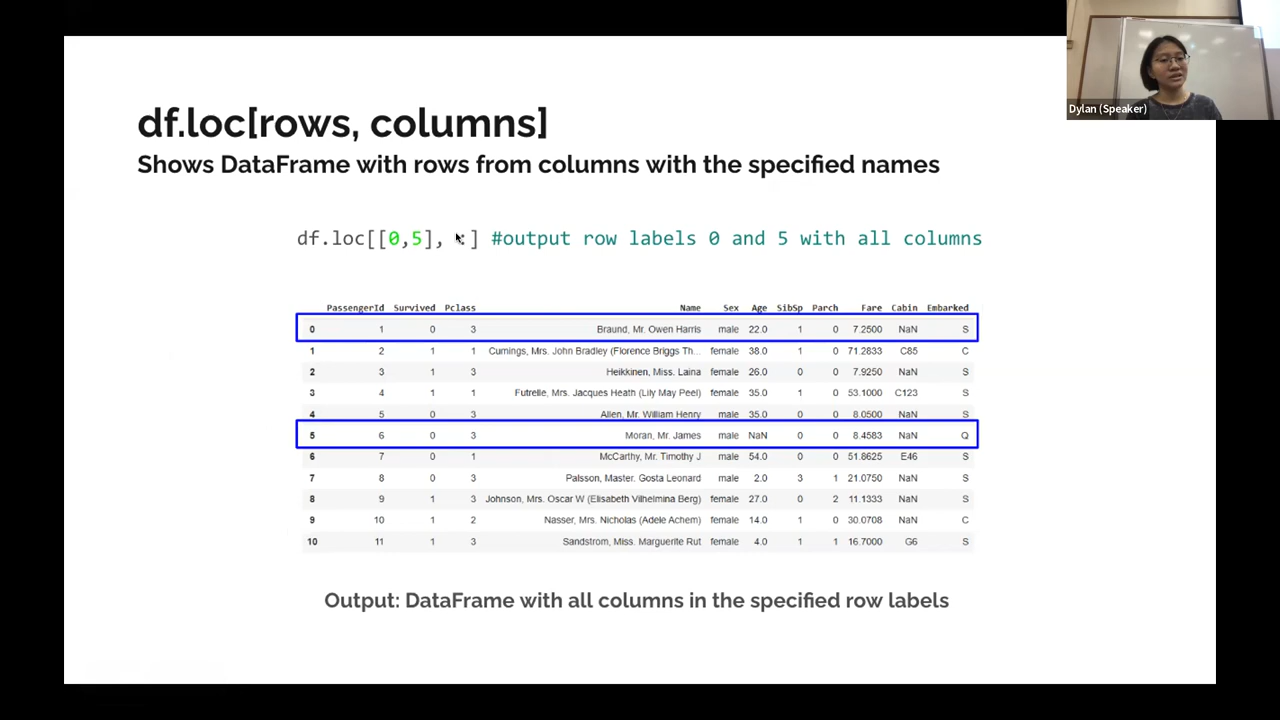 Dylan (Speaker)
df.loc[rows, columns]
Shows DataFrame with rows from columns with the specified names
df.loc[[0,5], :] #output row labels 0 and 5 with all columns
PassengerId Survived Pclass Name Sex Age SibSp Parch Fare Cabin Embarked
0 1 0 3 Braund, Mr. Owen Harris male 22.0 1 0 7.2500 NaN S
1 2 1 1 Cumings, Mrs. John Bradley (Florence Briggs Th... female 38.0 1 0 71.2833 C85 C
2 3 1 3 Heikkinen, Miss. Laina female 26.0 0 0 7.9250 NaN S
3 4 1 1 Futrelle, Mrs. Jacques Heath (Lily May Peel) female 35.0 1 0 53.1000 C123 S
4 5 0 3 Allen, Mr. William Henry male 35.0 0 0 8.0500 NaN S
5 6 0 3 Moran, Mr. James male NaN 0 0 8.4583 NaN Q
6 7 0 1 McCarthy, Mr. Timothy J male 54.0 0 0 51.8625 E46 S
7 8 0 3 Palsson, Master. Gosta Leonard male 2.0 3 1 21.0750 NaN S
8 9 1 3 Johnson, Mrs. Oscar W (Elisabeth Vilhelmina Berg) female 27.0 0 2 11.1333 NaN S
9 10 1 2 Nasser, Mrs. Nicholas (Adele Achem) female 14.0 1 0 30.0708 NaN C
10 11 1 3 Sandstrom, Miss. Marguerite Rut female 4.0 1 1 16.7000 G6 S
Output: DataFrame with all columns in the specified row labels